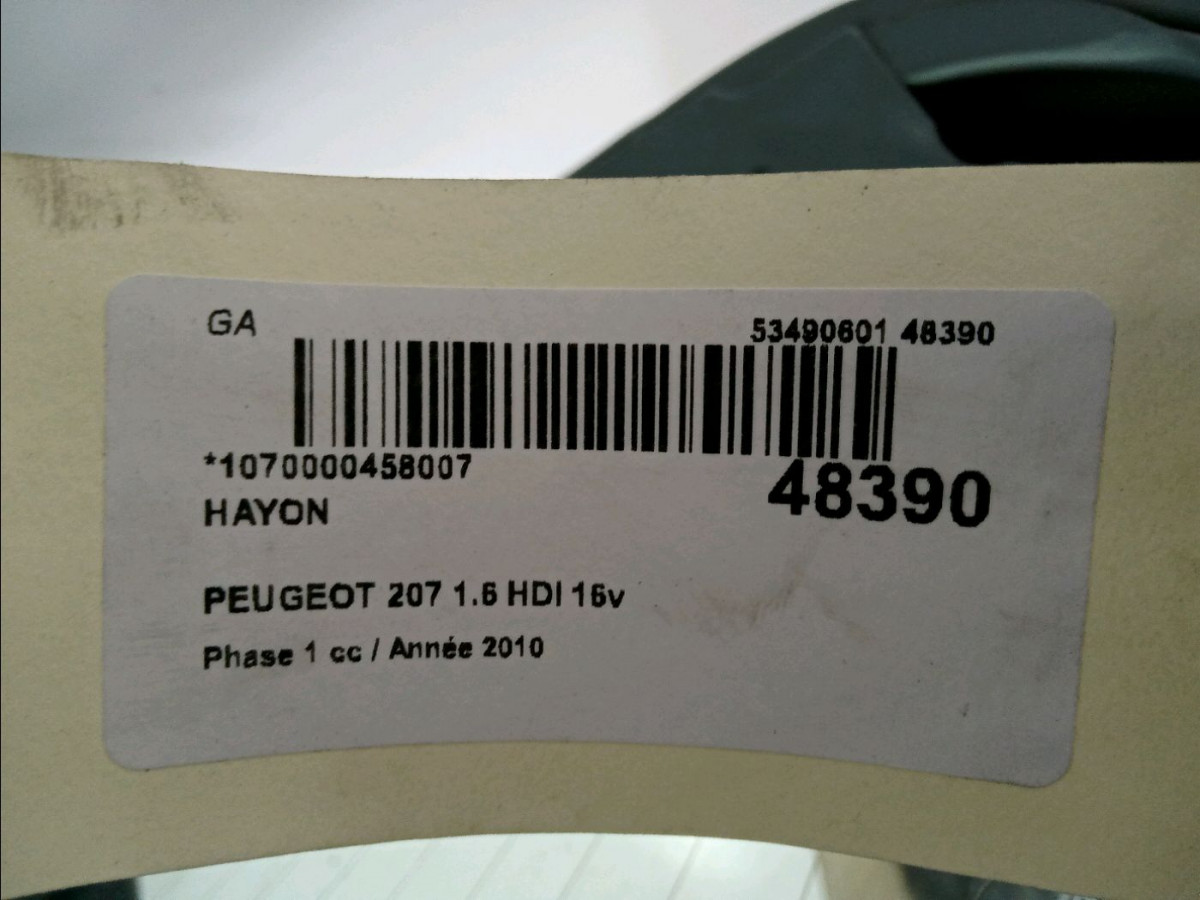 GA
53490601 48390
*1070000458007
48390
HAYON
PEUGEOT 207 1.6 HDI 16v
Phase 1 cc / Année 2010